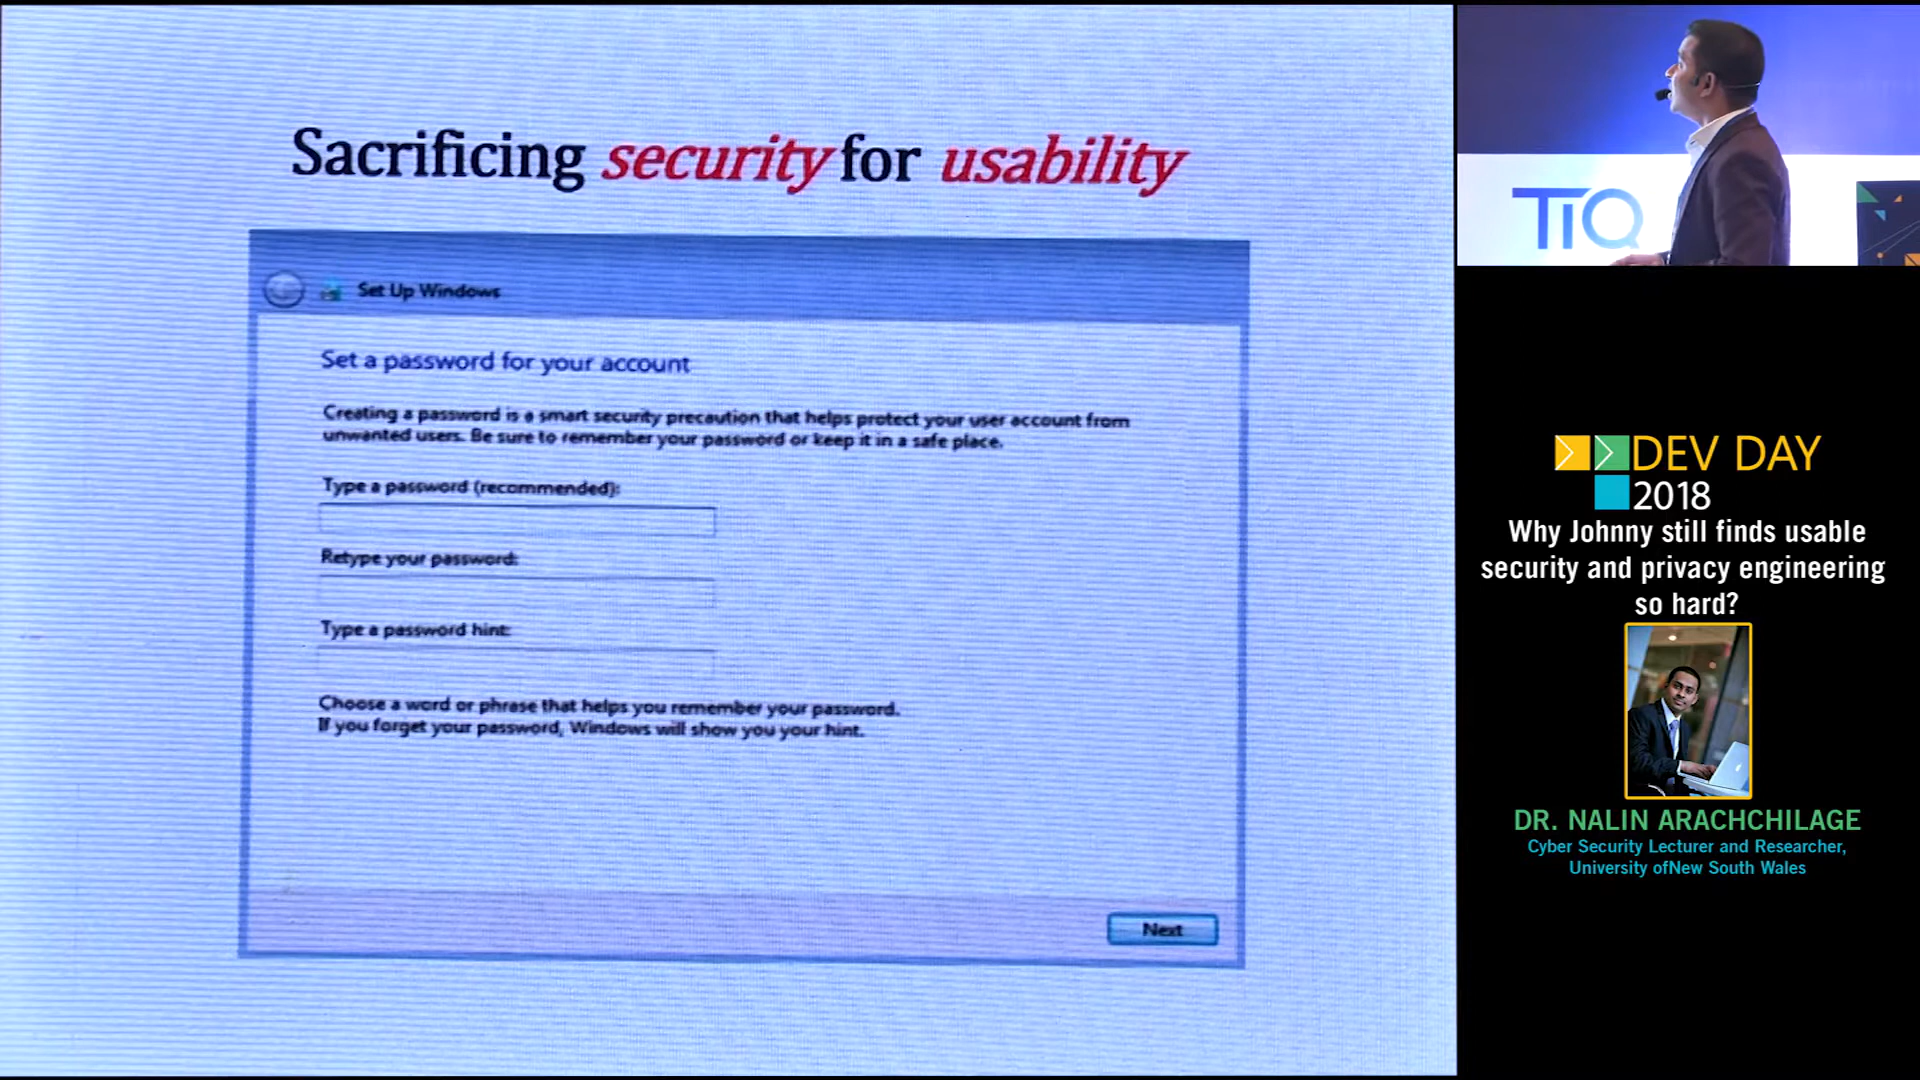 Sacrificing security for usability
Set Up Windows
Set a password for your account
Creating a password is a smart security precaution that helps protect your user account from
unwanted users. Be sure to remember your password or keep it in a safe place.
Type a password (recommended):
Retype your password:
Type a password hint:
Choose a word or phrase that helps you remember your password.
If you forget your password, Windows will show you your hint.
Next
TiQ
DEV DAY
2018
Why Johnny still finds usable
security and privacy engineering
so hard?
DR. NALIN ARACHCHILAGE
Cyber Security Lecturer and Researcher,
University ofNew South Wales